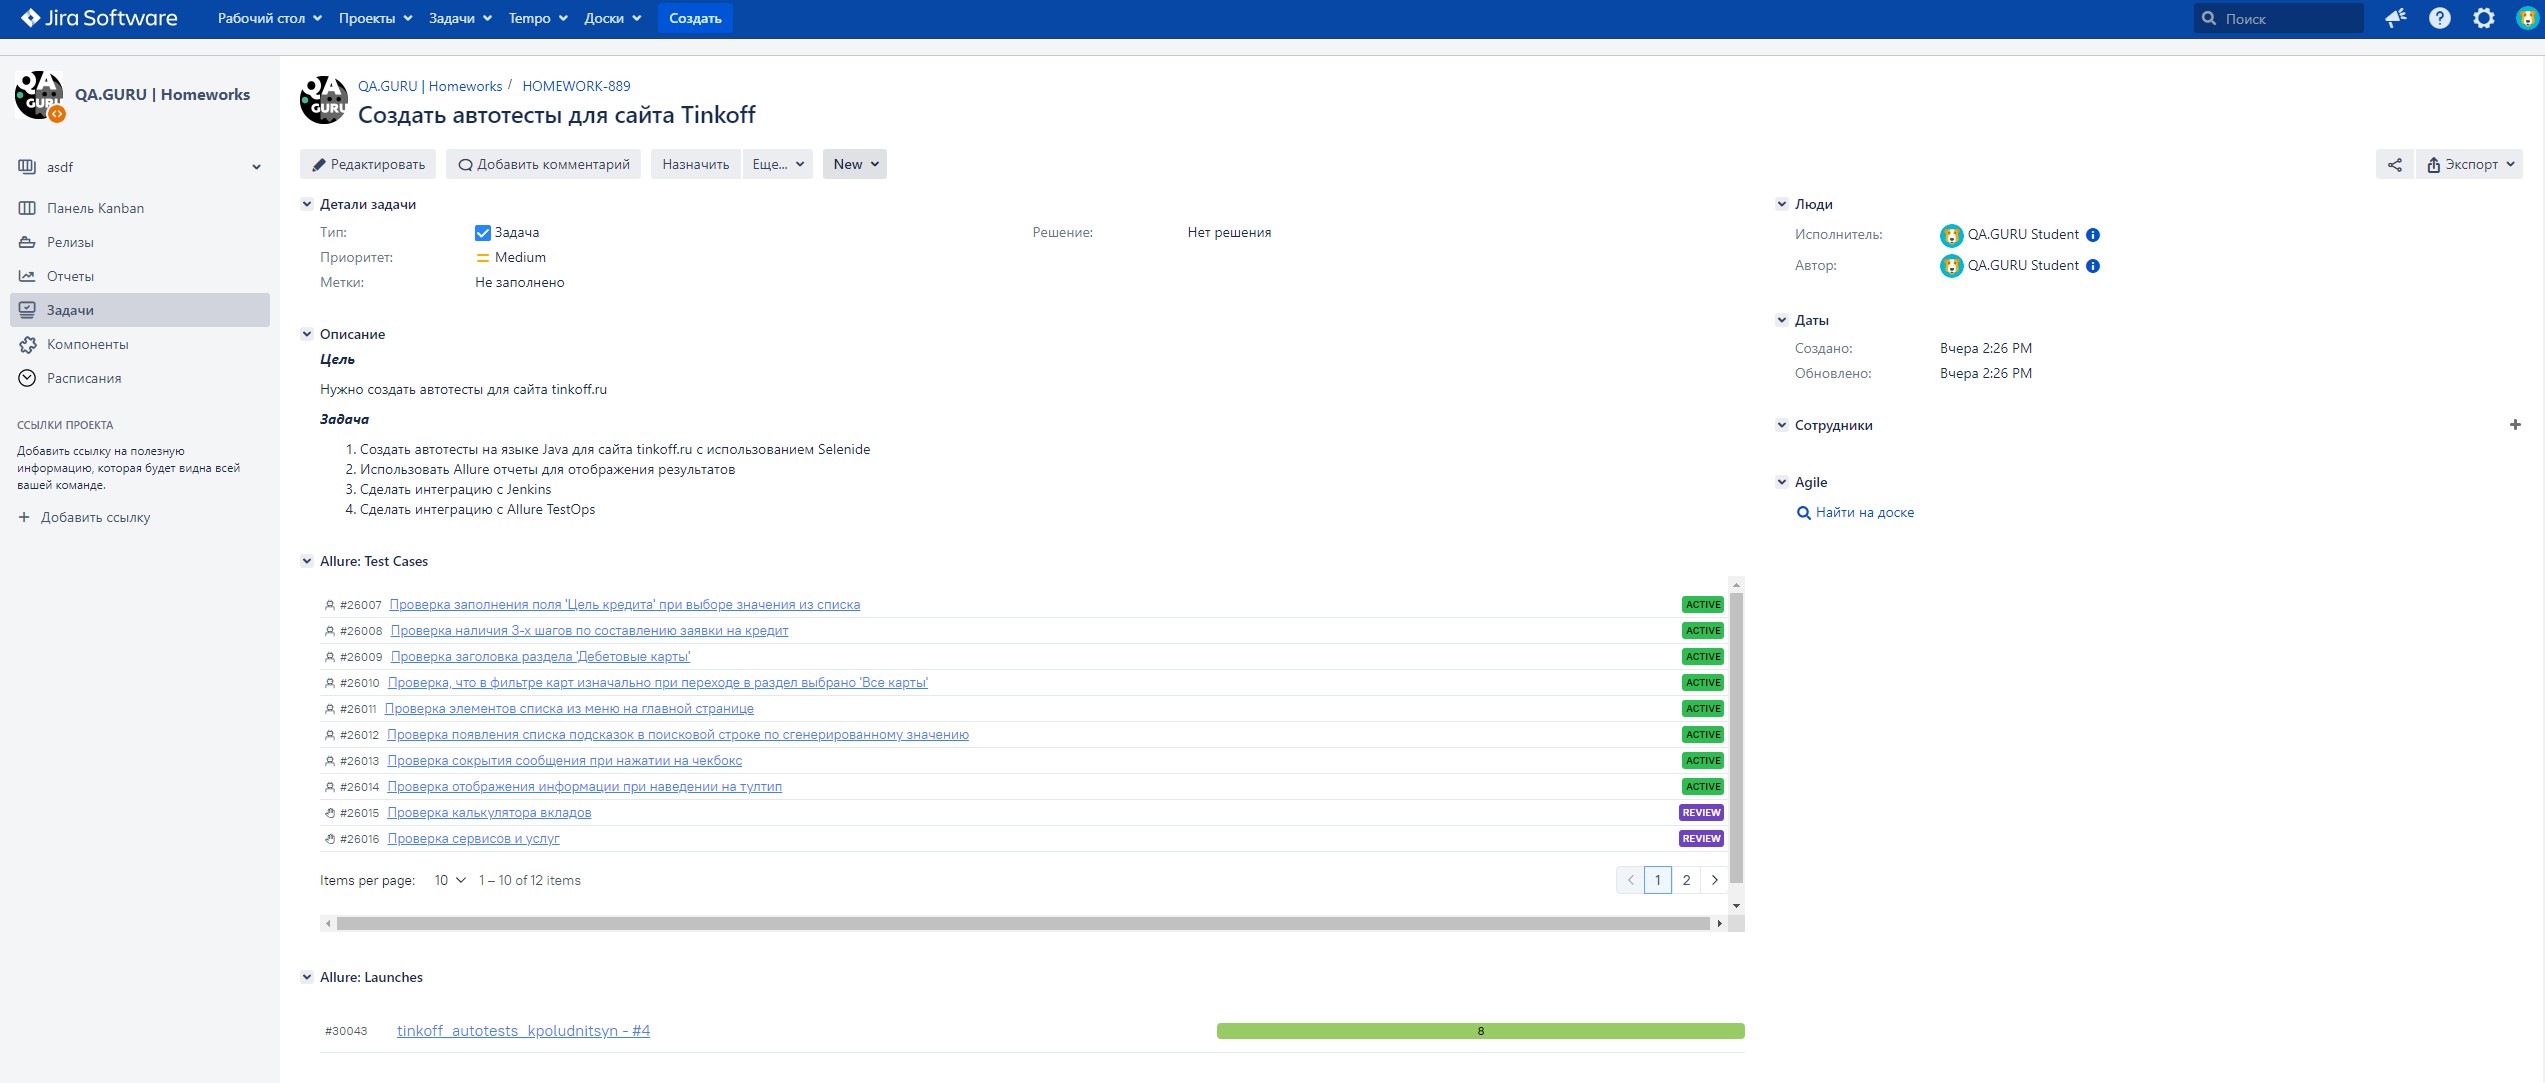 Jira Software
Рабочий стол
Проекты
Задачи
Tempo
Доски
Создать
Поиск
QA.GURU | Homeworks
asdf
Панель Kanban
Релизы
Отчеты
Задачи
Компоненты
Расписания
ССЫЛКИ ПРОЕКТА
Добавить ссылку на полезную
информацию, которая будет видна всей
вашей команде.
+ Добавить ссылку
QA GURU
QA.GURU | Homeworks / HOMEWORK-889
Создать автотесты для сайта Tinkoff
Редактировать
Добавить комментарий
Назначить
Еще...
New
Экспорт
Детали задачи
Тип: Задача
Решение: Нет решения
Приоритет: Medium
Метки: Не заполнено
Описание
Цель
Нужно создать автотесты для сайта tinkoff.ru
Задача
1. Создать автотесты на языке Java для сайта tinkoff.ru с использованием Selenide
2. Использовать Allure отчеты для отображения результатов
3. Сделать интеграцию с Jenkins
4. Сделать интеграцию с Allure TestOps
Allure: Test Cases
#26007 Проверка заполнения поля 'Цель кредита' при выборе значения из списка ACTIVE
#26008 Проверка наличия 3-х шагов по составлению заявки на кредит ACTIVE
#26009 Проверка заголовка раздела 'Дебетовые карты' ACTIVE
#26010 Проверка, что в фильтре карт изначально при переходе в раздел выбрано 'Все карты' ACTIVE
#26011 Проверка элементов списка из меню на главной странице ACTIVE
#26012 Проверка появления списка подсказок в поисковой строке по сгенерированному значению ACTIVE
#26013 Проверка сокрытия сообщения при нажатии на чекбокс ACTIVE
#26014 Проверка отображения информации при наведении на тултип ACTIVE
#26015 Проверка калькулятора вкладов REVIEW
#26016 Проверка сервисов и услуг REVIEW
Items per page: 10 1 – 10 of 12 items
1 2
Allure: Launches
#30043 tinkoff_autotests_kpoludnitsyn - #4 8
Люди
Исполнитель: QA.GURU Student
Автор: QA.GURU Student
Даты
Создано: Вчера 2:26 PM
Обновлено: Вчера 2:26 PM
Сотрудники
Agile
Найти на доске